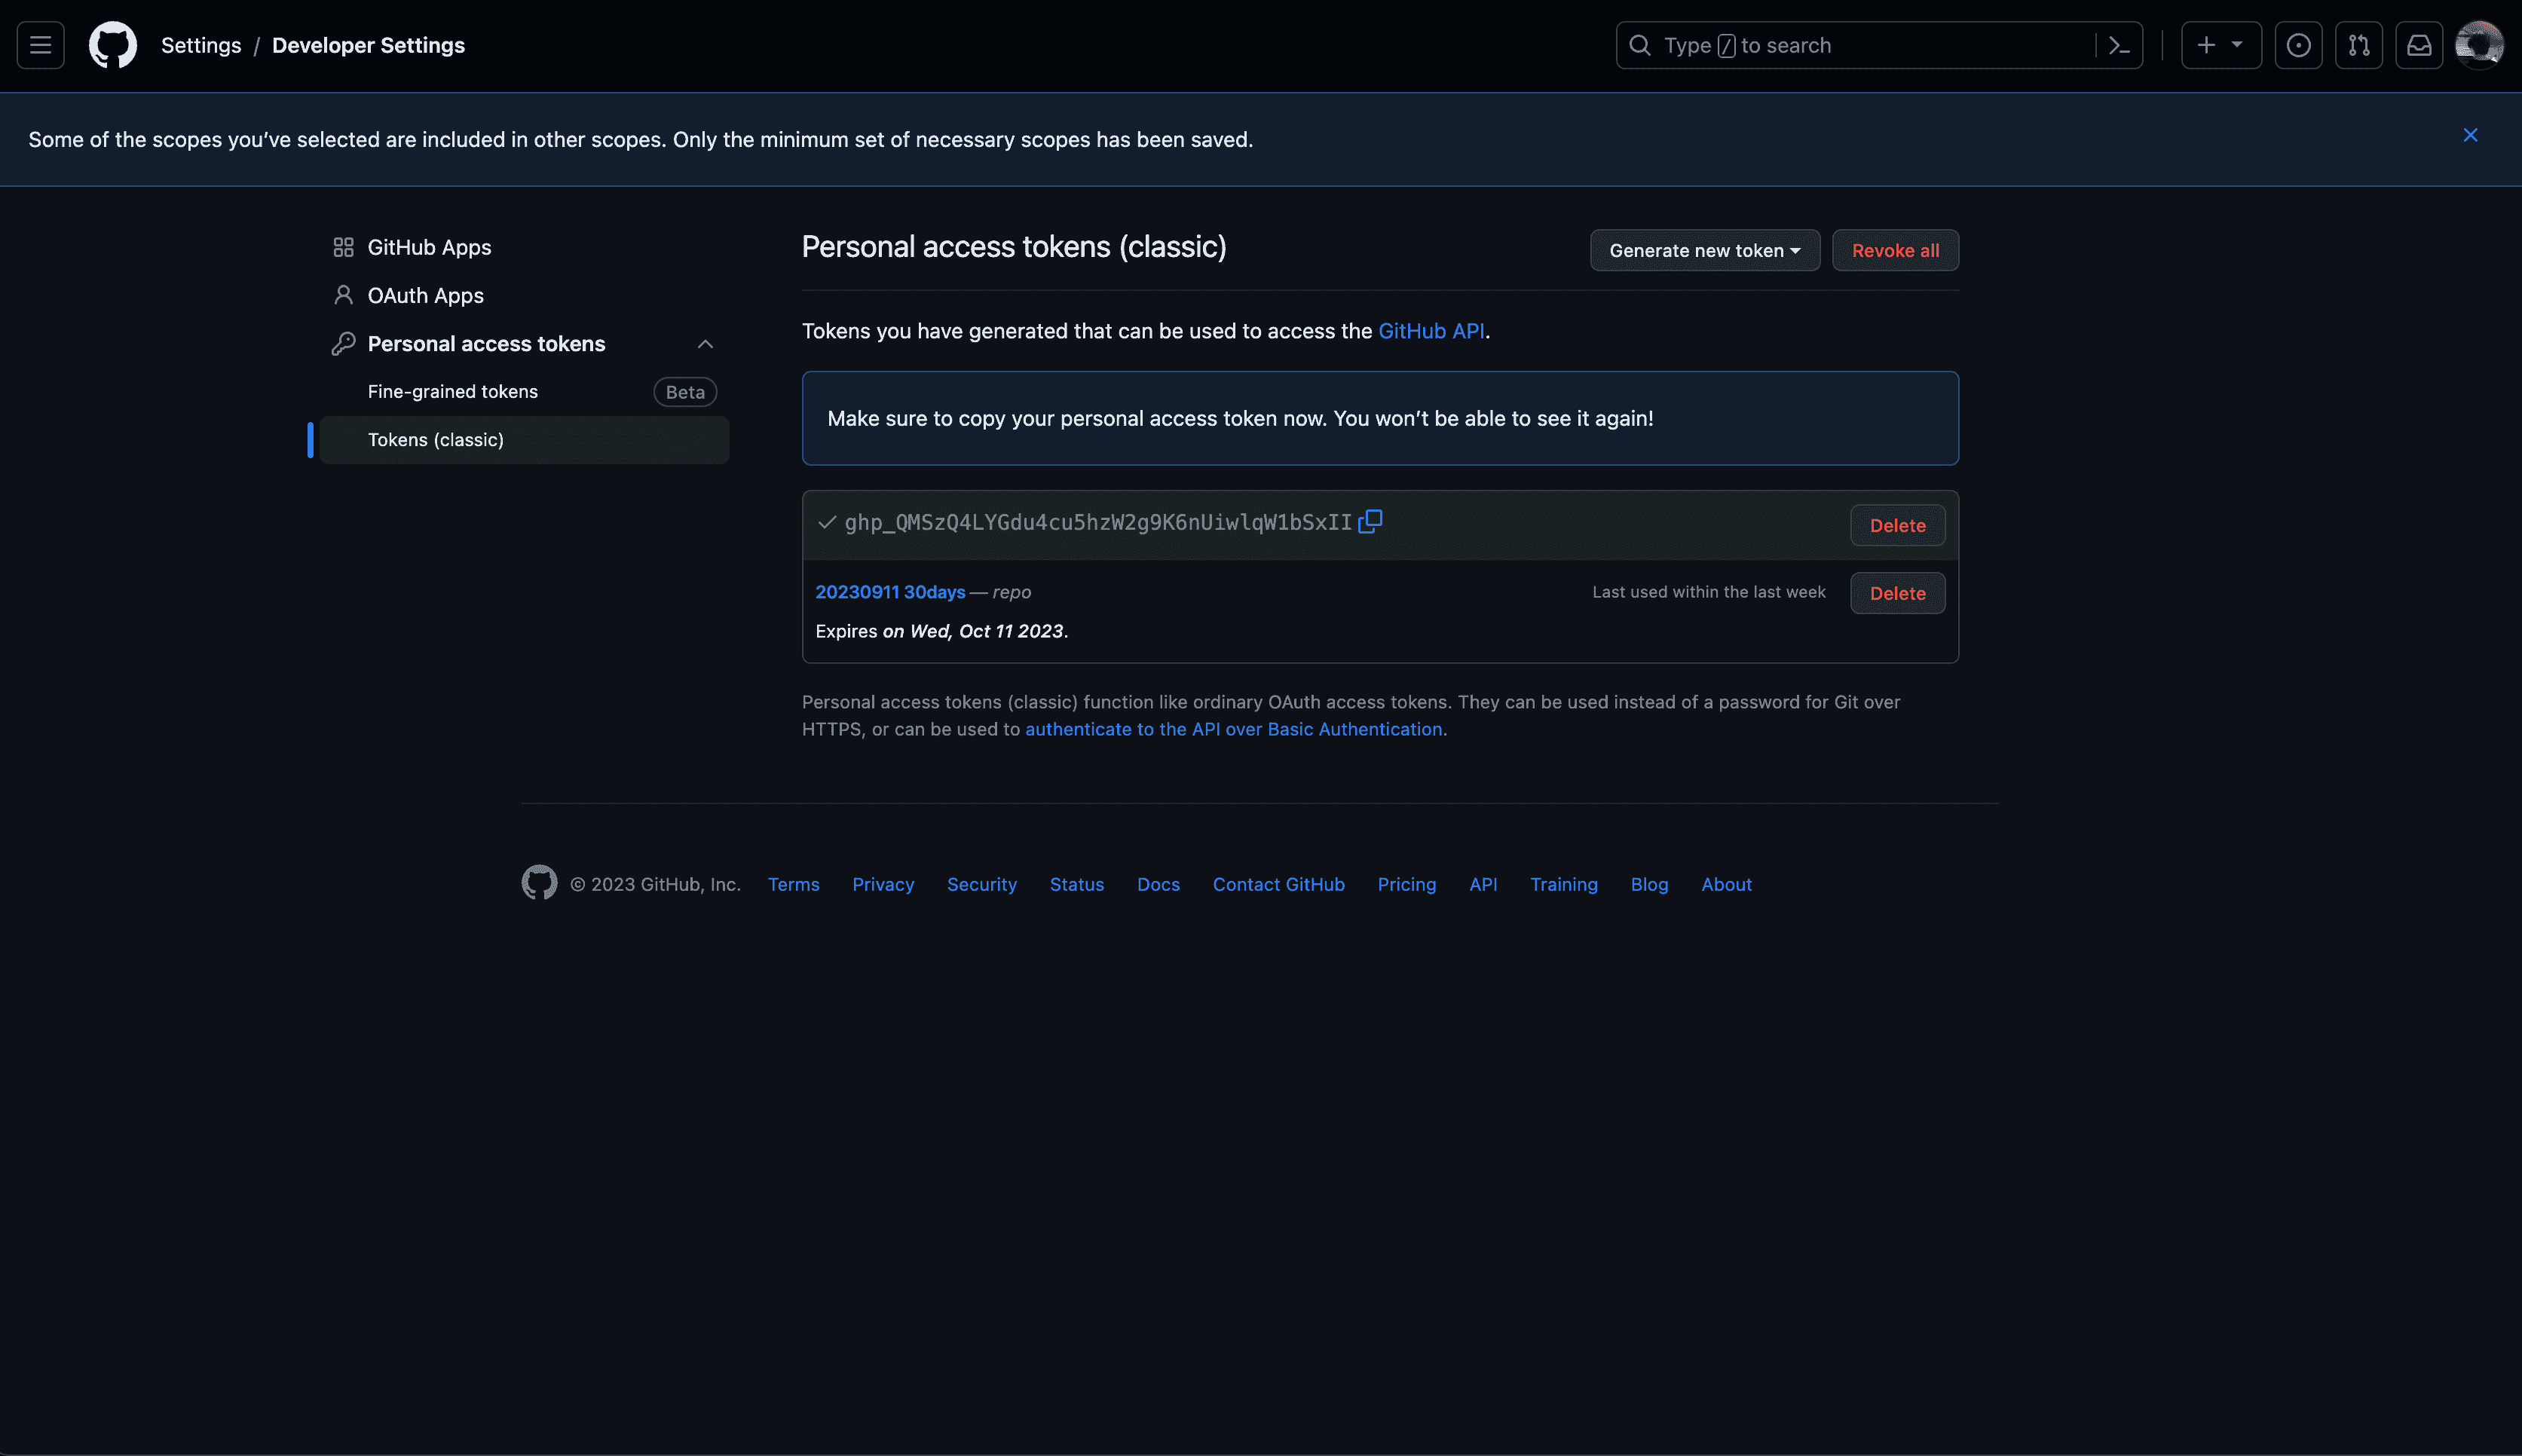 Settings / Developer Settings
Type / to search
Some of the scopes you’ve selected are included in other scopes. Only the minimum set of necessary scopes has been saved.
GitHub Apps
OAuth Apps
Personal access tokens
Fine-grained tokens Beta
Tokens (classic)
Personal access tokens (classic)
Generate new token Revoke all
Tokens you have generated that can be used to access the GitHub API.
Make sure to copy your personal access token now. You won’t be able to see it again!
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 Delete
20230911 30days — repo Last used within the last week Delete
Expires on Wed, Oct 11 2023.
Personal access tokens (classic) function like ordinary OAuth access tokens. They can be used instead of a password for Git over
HTTPS, or can be used to authenticate to the API over Basic Authentication.
© 2023 GitHub, Inc. Terms Privacy Security Status Docs Contact GitHub Pricing API Training Blog About